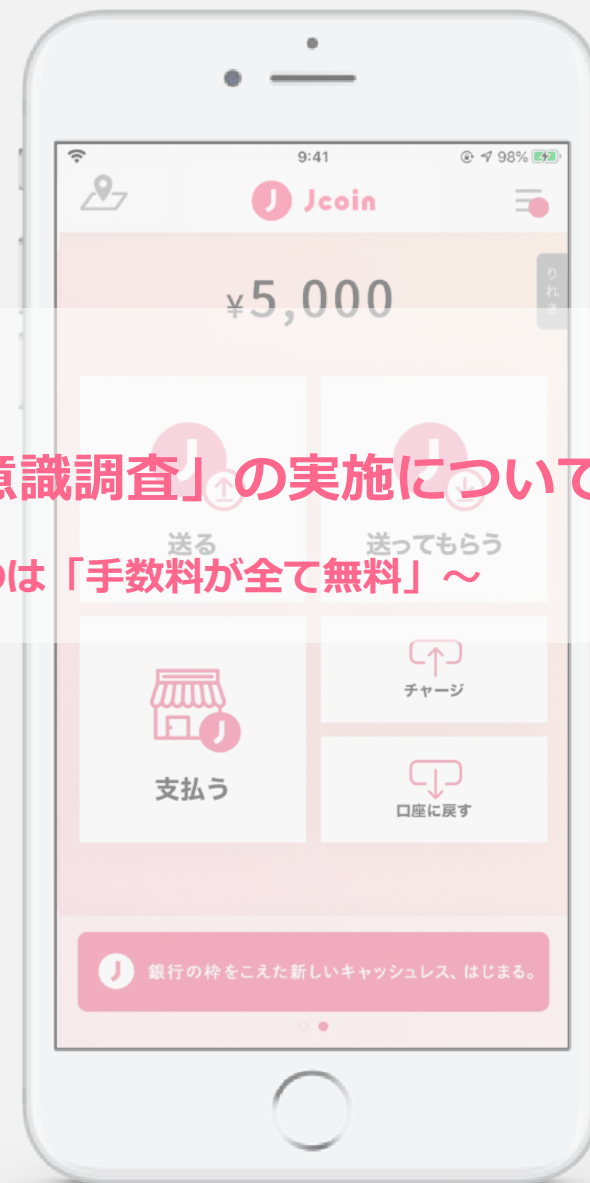 9:41
98%
Jcoin
¥5,000
りれき
意識調査」の実施について
送る
送ってもらう
のは「手数料が全て無料」～
チャージ
支払う
口座に戻す
銀行の枠をこえた新しいキャッシュレス、はじまる。